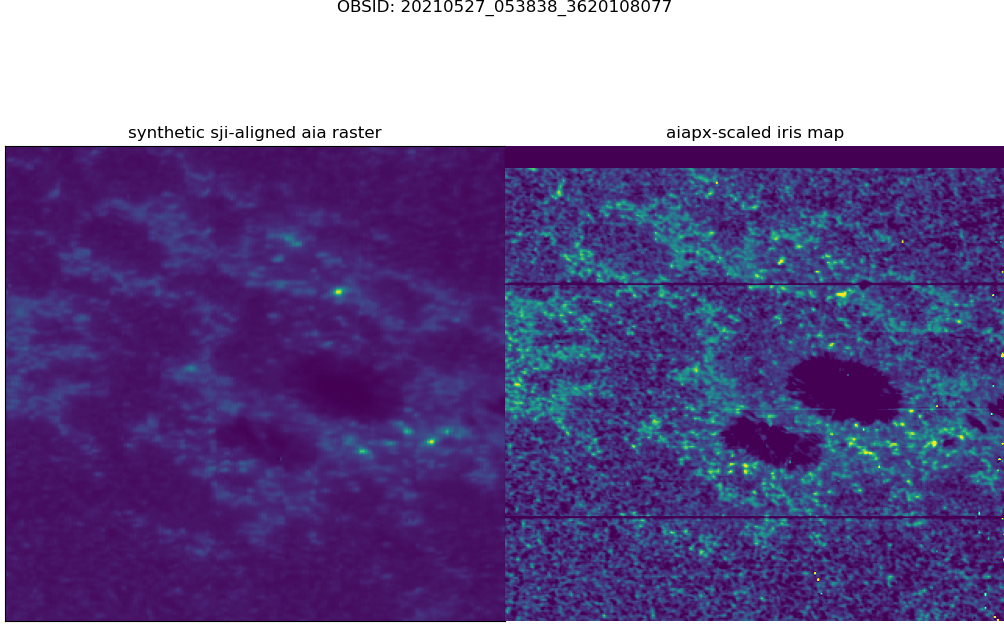 OBSID: 20210527_053838_3620108077
synthetic sji-aligned aia raster
aiapx-scaled iris map